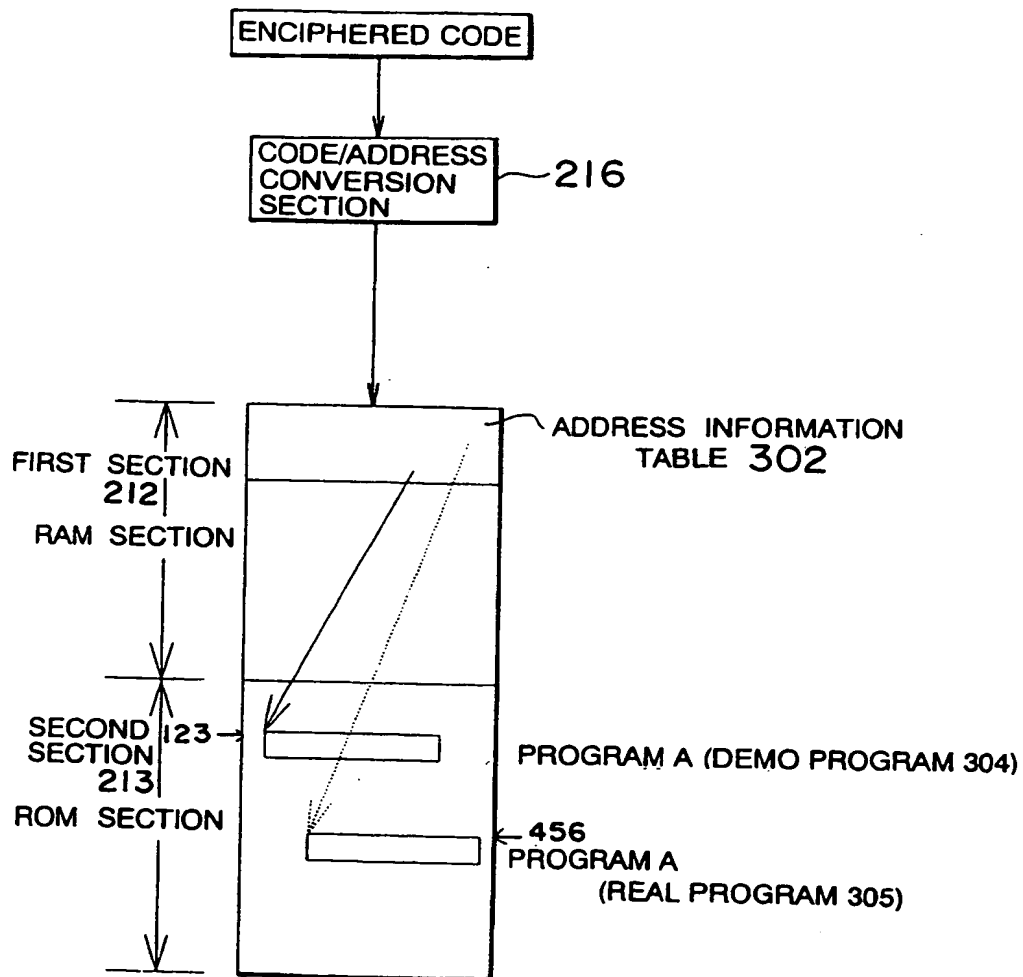 ENCIPHERED CODE
CODE/ADDRESS
CONVERSION
SECTION
216
ADDRESS INFORMATION
TABLE 302
FIRST SECTION
212
RAM SECTION
SECOND 123
SECTION
213
ROM SECTION
PROGRAM A (DEMO PROGRAM 304)
456
PROGRAM A
(REAL PROGRAM 305)